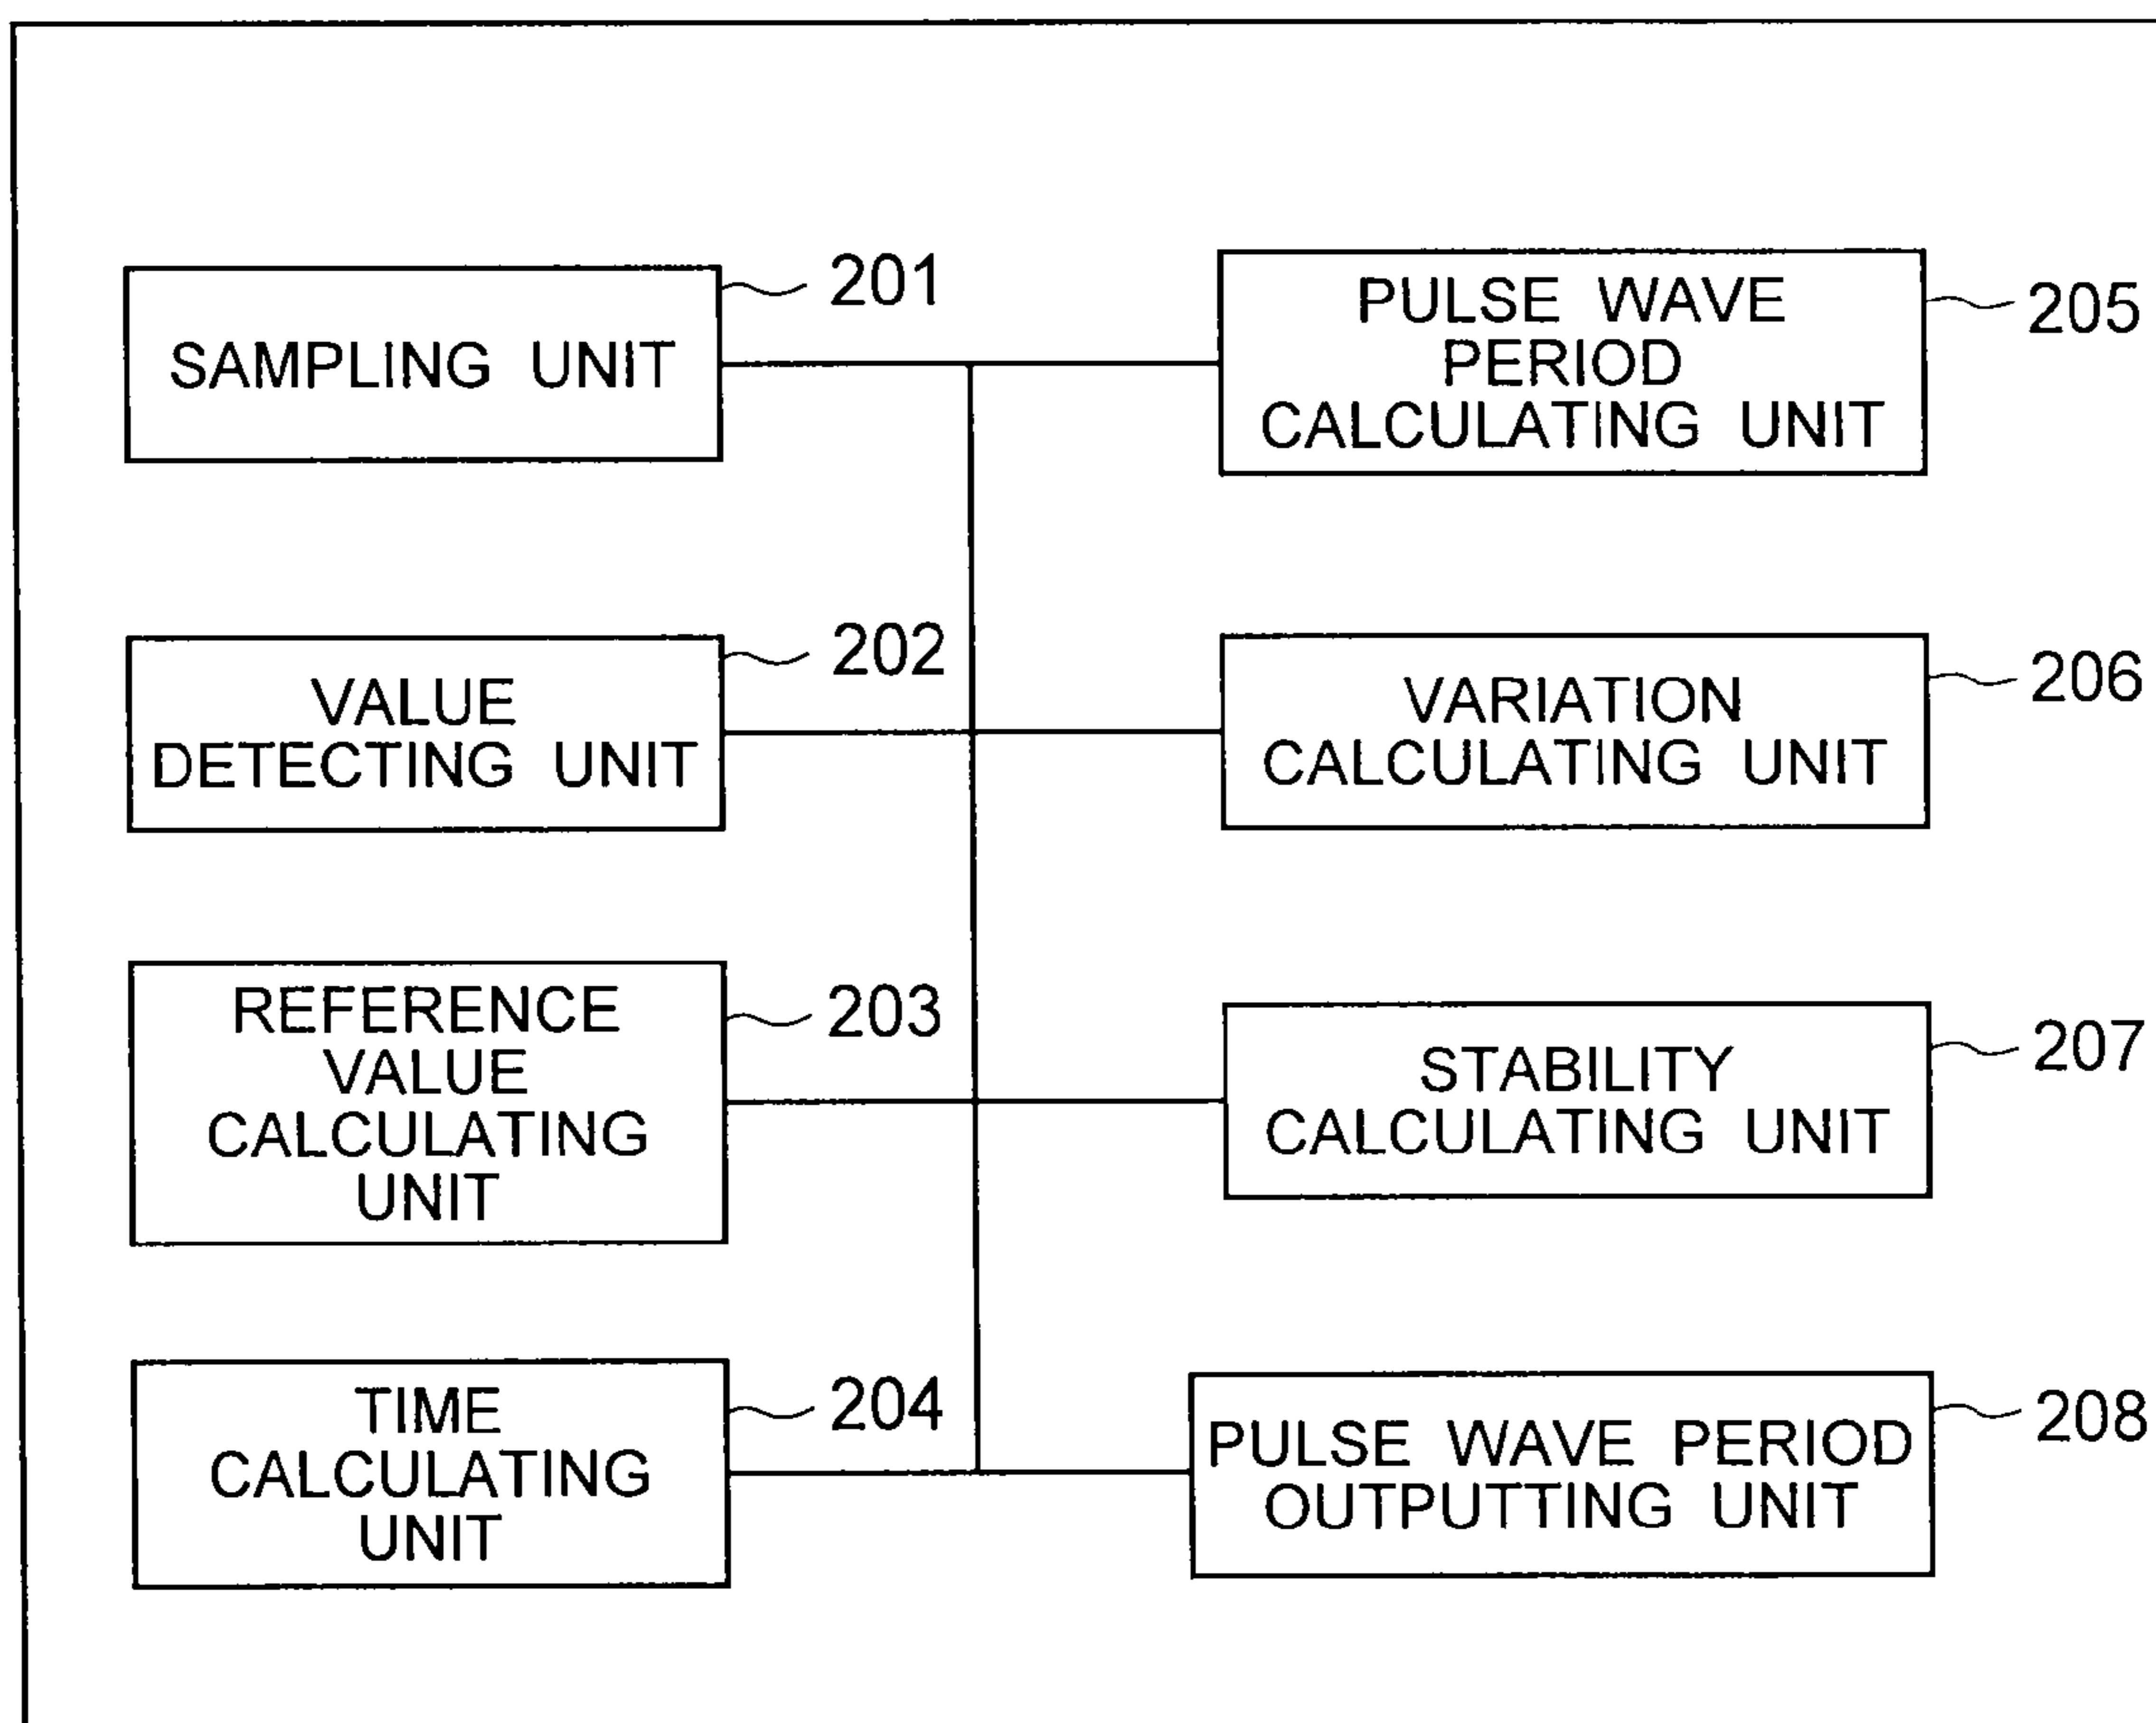 201
SAMPLING UNIT
202
VALUE
DETECTING UNIT
203
REFERENCE
VALUE
CALCULATING
UNIT
204
TIME
CALCULATING
UNIT
205
PULSE WAVE
PERIOD
CALCULATING UNIT
206
VARIATION
CALCULATING UNIT
207
STABILITY
CALCULATING UNIT
208
PULSE WAVE PERIOD
OUTPUTTING UNIT